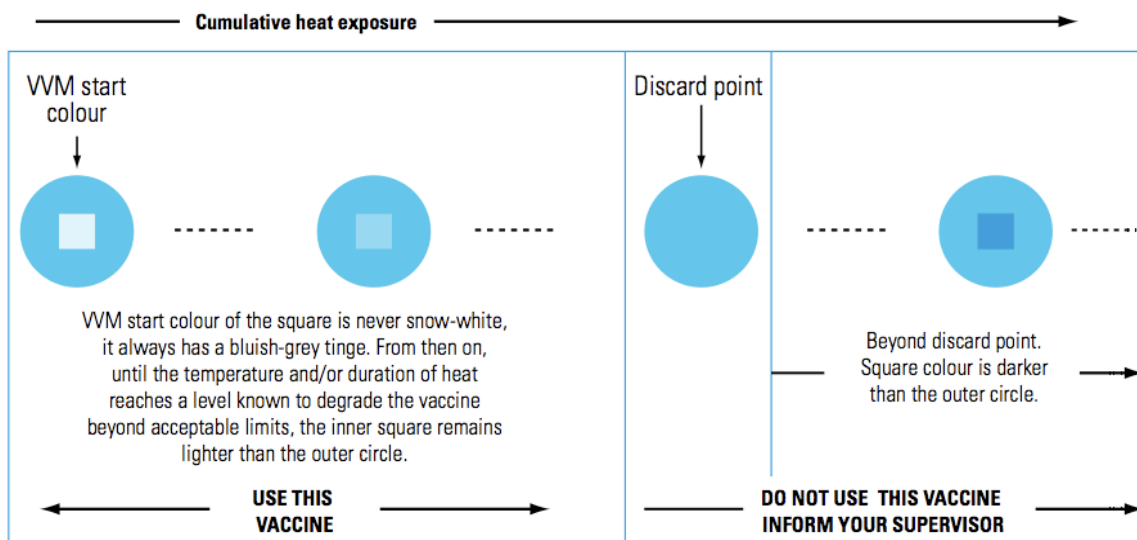 Cumulative heat exposure
VVM start
colour
Discard point
VVM start colour of the square is never snow-white,
it always has a bluish-grey tinge. From then on,
until the temperature and/or duration of heat
reaches a level known to degrade the vaccine
beyond acceptable limits, the inner square remains
lighter than the outer circle.
Beyond discard point.
Square colour is darker
than the outer circle.
USE THIS
VACCINE
DO NOT USE THIS VACCINE
INFORM YOUR SUPERVISOR